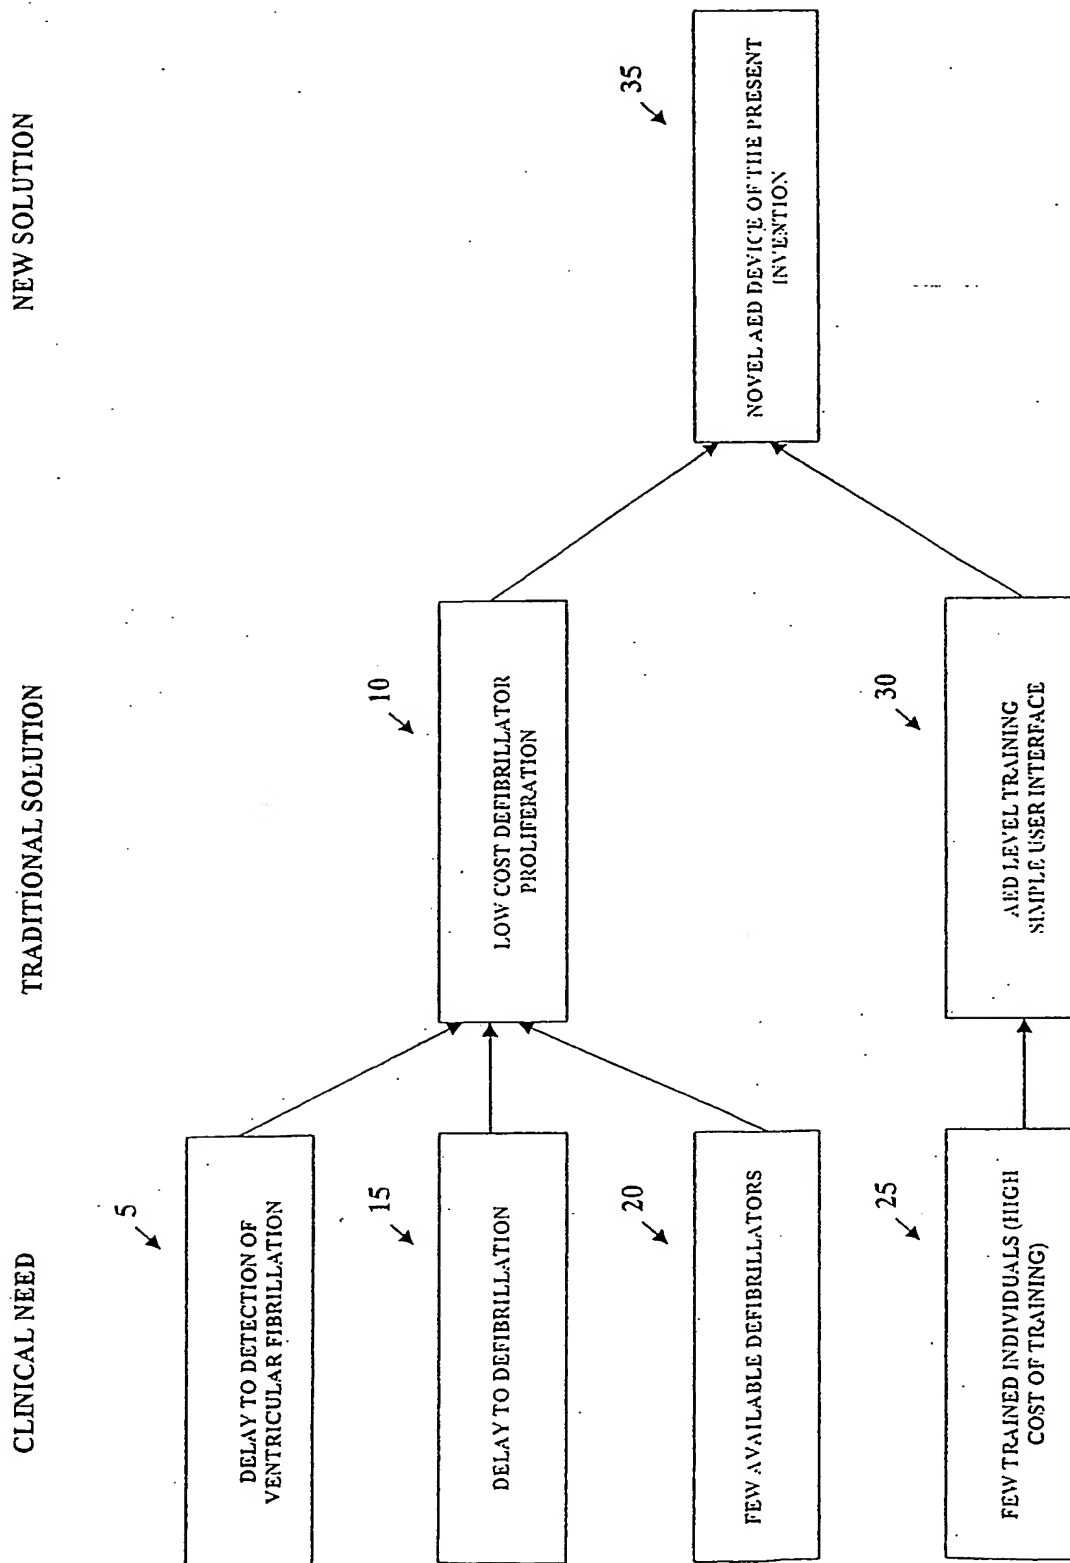 CLINICAL NEED
TRADITIONAL SOLUTION
NEW SOLUTION
5
DELAY TO DETECTION OF
VENTRICULAR FIBRILLATION
15
DELAY TO DEFIBRILLATION
20
FEW AVAILABLE DEFIBRILLATORS
25
FEW TRAINED INDIVIDUALS (HIGH
COST OF TRAINING)
10
LOW COST DEFIBRILLATOR
PROLIFERATION
30
AED LEVEL TRAINING
SIMPLE USER INTERFACE
35
NOVEL AED DEVICE OF THE PRESENT
INVENTION